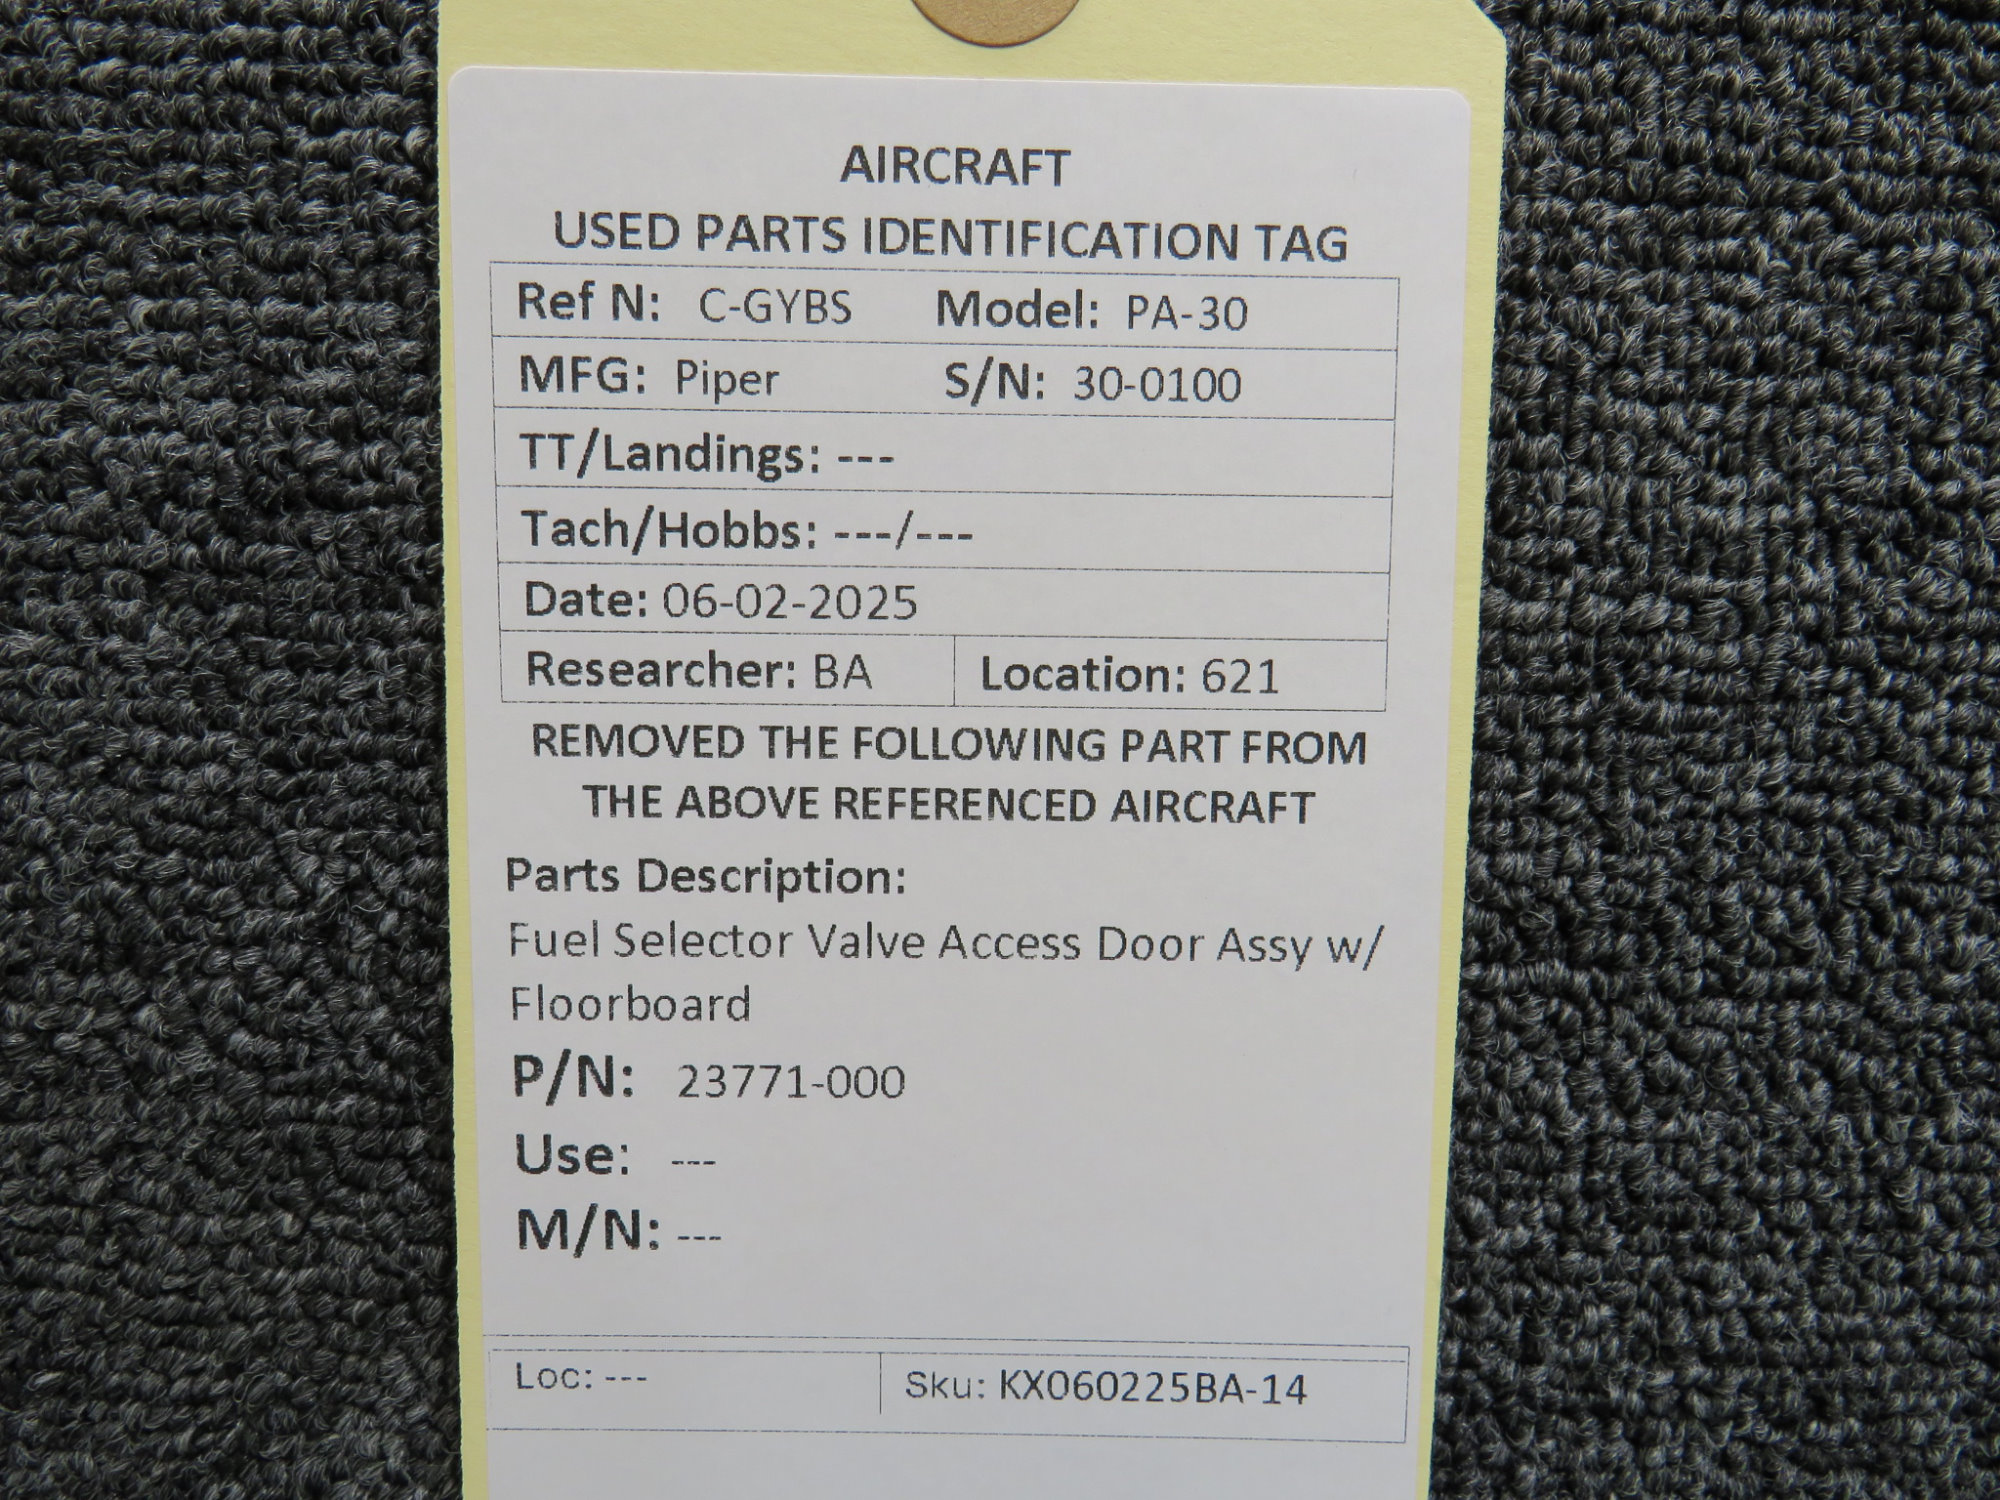 AIRCRAFT
USED PARTS IDENTIFICATION TAG
Ref N: C-GYBS Model: PA-30
MFG: Piper S/N: 30-0100
TT/Landings: ---
Tach/Hobbs: ---/---
Date: 06-02-2025
Researcher: BA Location: 621
REMOVED THE FOLLOWING PART FROM
THE ABOVE REFERENCED AIRCRAFT
Parts Description:
Fuel Selector Valve Access Door Assy w/
Floorboard
P/N: 23771-000
Use: ---
M/N: ---
Loc: --- Sku: KX060225BA-14